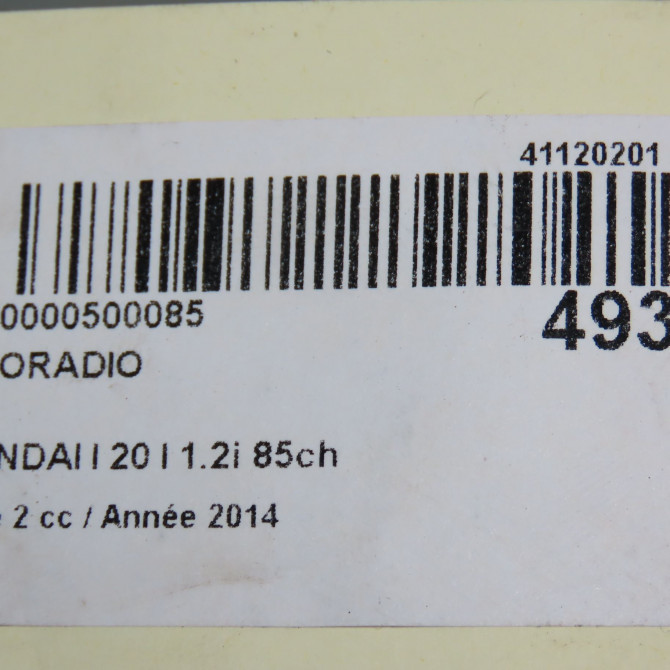 41120201
0000500085
493
ORADIO
NDAI I 20 I 1.2i 85ch
e 2 cc / Année 2014